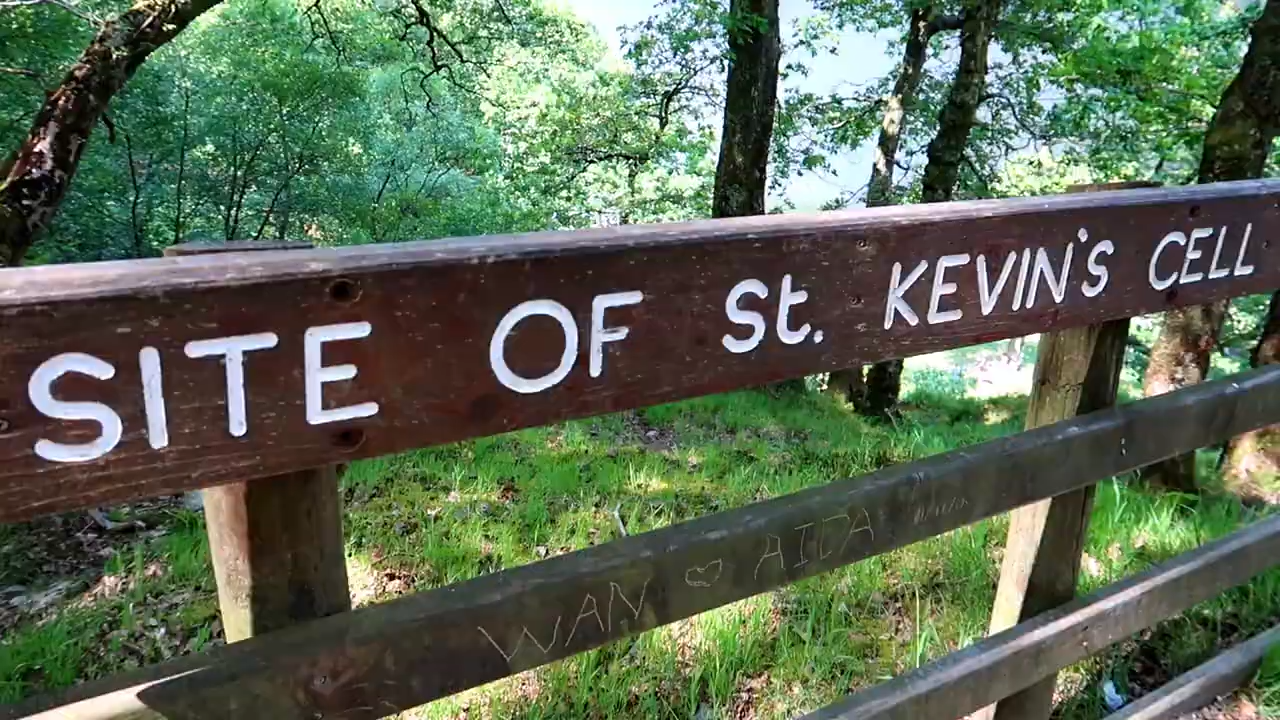 SITE OF St. KEVIN'S CELL
WAN ♡ AIDA